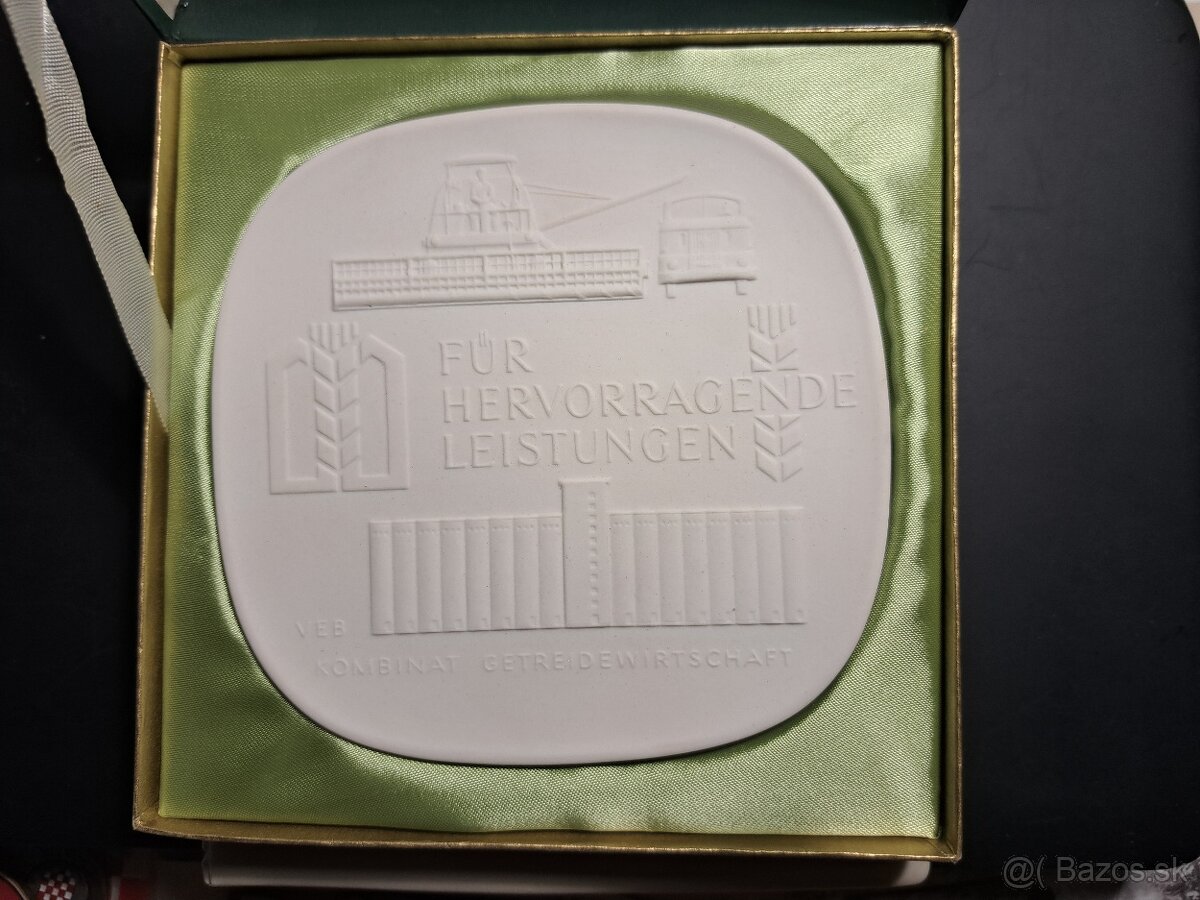 FÜR
HERVORRAGENDE
LEISTUNGEN
VEB
KOMBINAT GETREIDEWIRTSCHAFT
@( Bazos.sk